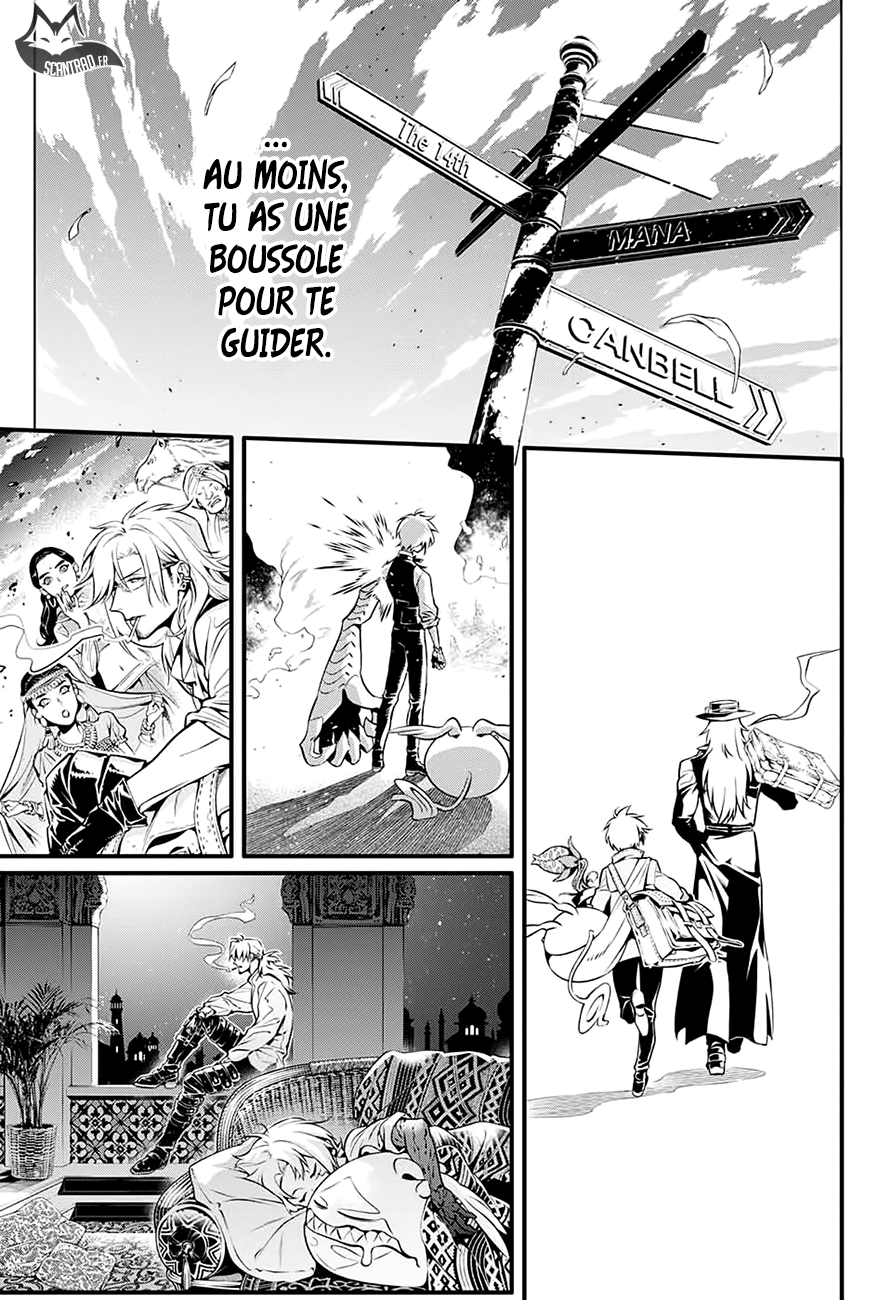 SCANTRAD.FR
...
AU MOINS,
TU AS UNE
BOUSSOLE
POUR TE
GUIDER.
The 14th
MANA
CANBELL